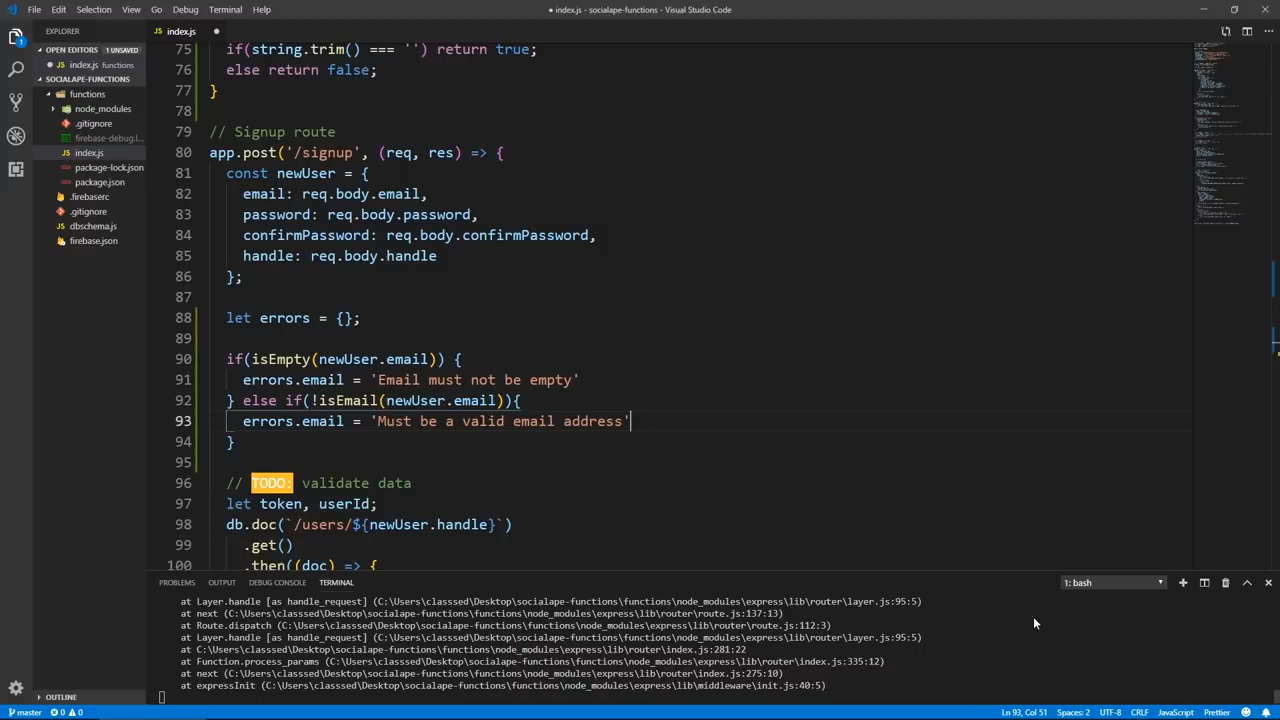 File Edit Selection View Go Debug Terminal Help
● index.js - socialape-functions - Visual Studio Code
EXPLORER
OPEN EDITORS 1 UNSAVED
● JS index.js functions
SOCIALAPE-FUNCTIONS
functions
node_modules
.gitignore
firebase-debug.l...
JS index.js
package-lock.json
package.json
.firebaserc
.gitignore
JS dbschema.js
firebase.json
OUTLINE
JS index.js ●
75 if(string.trim() === '') return true;
76 else return false;
77 }
78
79 // Signup route
80 app.post('/signup', (req, res) => {
81 const newUser = {
82 email: req.body.email,
83 password: req.body.password,
84 confirmPassword: req.body.confirmPassword,
85 handle: req.body.handle
86 };
87
88 let errors = {};
89
90 if(isEmpty(newUser.email)) {
91 errors.email = 'Email must not be empty'
92 } else if(!isEmail(newUser.email)){
93 errors.email = 'Must be a valid email address'
94 }
95
96 // TODO: validate data
97 let token, userId;
98 db.doc(`/users/${newUser.handle}`)
99 .get()
100 .then((doc) => {
PROBLEMS OUTPUT DEBUG CONSOLE TERMINAL 1: bash
at Layer.handle [as handle_request] (C:\Users\classsed\Desktop\socialape-functions\functions\node_modules\express\lib\router\layer.js:95:5)
at next (C:\Users\classsed\Desktop\socialape-functions\functions\node_modules\express\lib\router\route.js:137:13)
at Route.dispatch (C:\Users\classsed\Desktop\socialape-functions\functions\node_modules\express\lib\router\route.js:112:3)
at Layer.handle [as handle_request] (C:\Users\classsed\Desktop\socialape-functions\functions\node_modules\express\lib\router\layer.js:95:5)
at C:\Users\classsed\Desktop\socialape-functions\functions\node_modules\express\lib\router\index.js:281:22
at Function.process_params (C:\Users\classsed\Desktop\socialape-functions\functions\node_modules\express\lib\router\index.js:335:12)
at next (C:\Users\classsed\Desktop\socialape-functions\functions\node_modules\express\lib\router\index.js:275:10)
at expressInit (C:\Users\classsed\Desktop\socialape-functions\functions\node_modules\express\lib\middleware\init.js:40:5)
master 0 0 Ln 93, Col 51 Spaces: 2 UTF-8 CRLF JavaScript Prettier